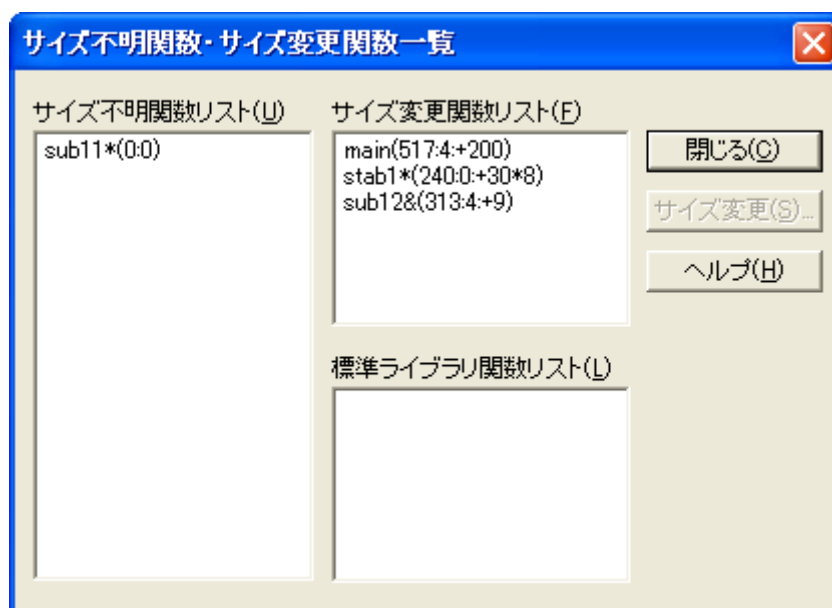 サイズ不明関数・サイズ変更関数一覧
サイズ不明関数リスト(U)
sub11*(0:0)
サイズ変更関数リスト(F)
main(517:4:+200)
stab1*(240:0:+30*8)
sub12&(313:4:+9)
標準ライブラリ関数リスト(L)
閉じる(C)
サイズ変更(S)...
ヘルプ(H)